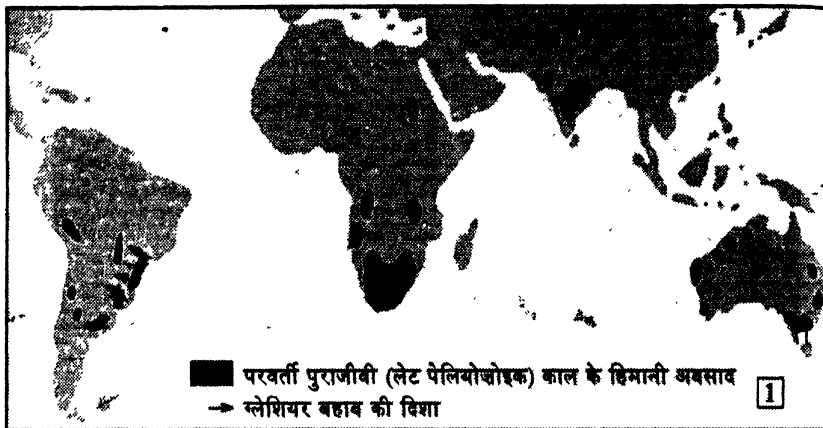 परवर्ती पुराजीवी (लेट पेलियोज़ोइक) काल के हिमानी अवसाद
ग्लेशियर बहाब की दिशा
1